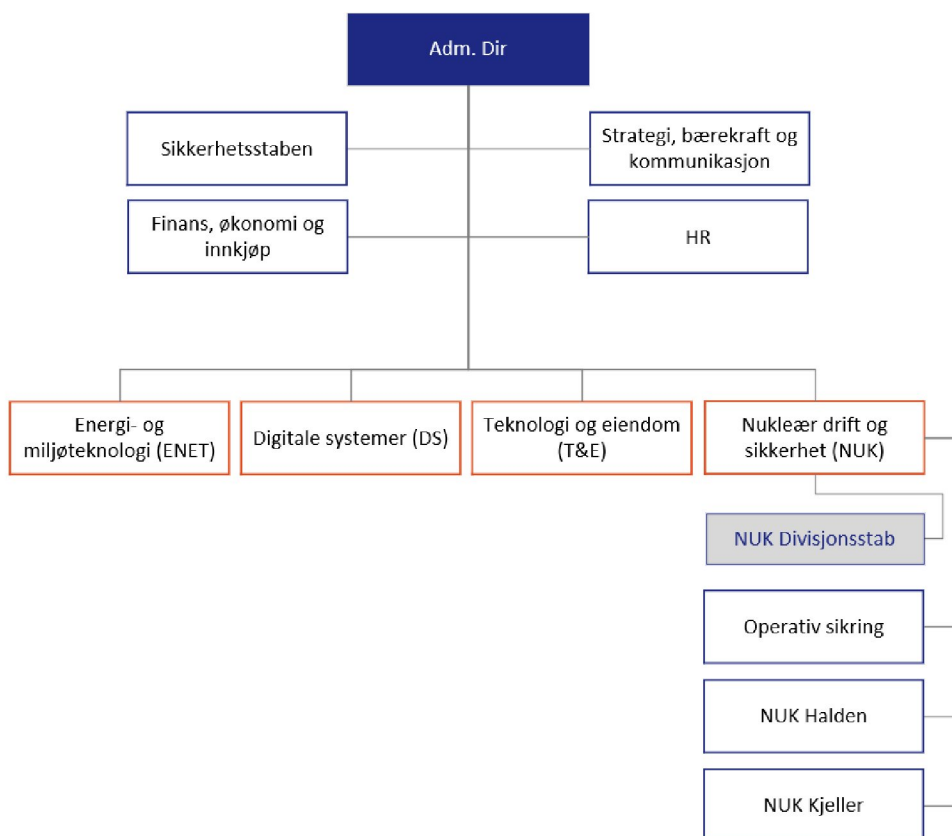 Adm. Dir
Sikkerhetsstaben
Strategi, bærekraft og
kommunikasjon
Finans, økonomi og
innkjøp
HR
Energi- og
miljøteknologi (ENET)
Digitale systemer (DS)
Teknologi og eiendom
(T&E)
Nukleær drift og
sikkerhet (NUK)
NUK Divisjonsstab
Operativ sikring
NUK Halden
NUK Kjeller